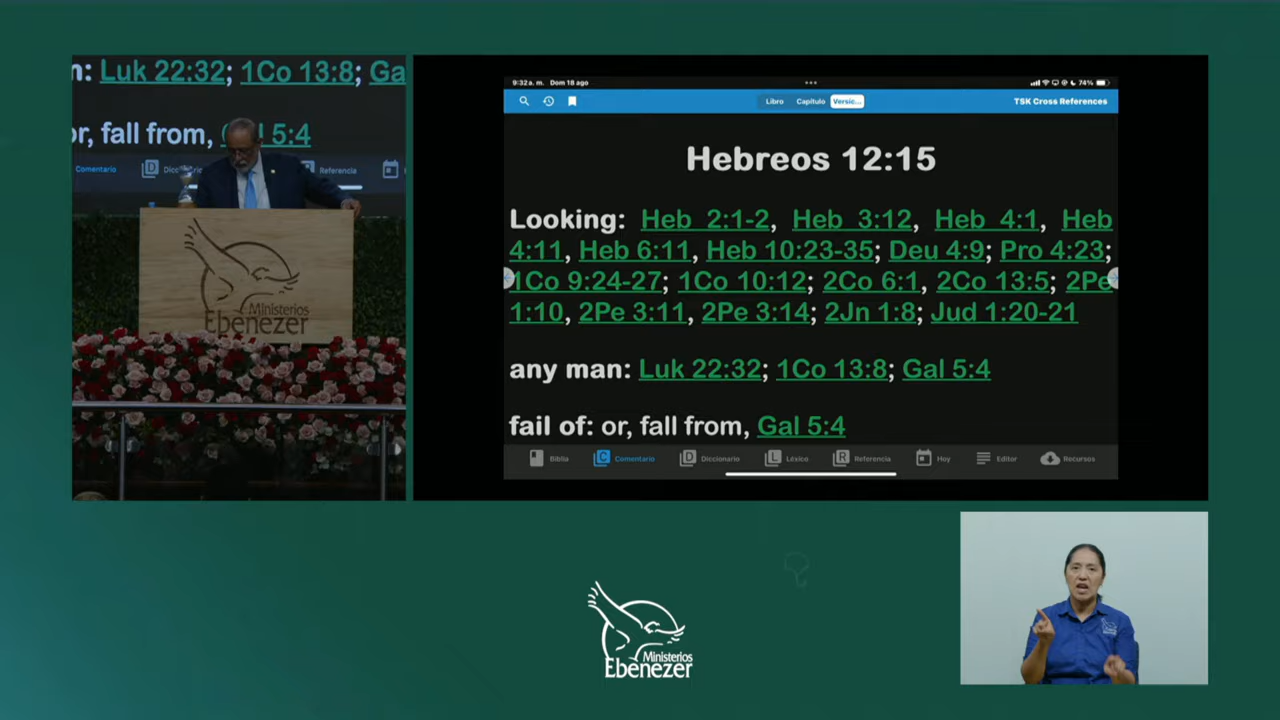 n: Luk 22:32; 1Co 13:8; Ga
or, fall from, Gal 5:4
Comentario
Referencia
Ministerios
Ebenezer
9:32 a. m. Dom 18 ago
74%
Libro Capítulo Versíc...
TSK Cross References
Hebreos 12:15
Looking: Heb 2:1-2, Heb 3:12, Heb 4:1, Heb
4:11, Heb 6:11, Heb 10:23-35; Deu 4:9; Pro 4:23;
1Co 9:24-27; 1Co 10:12; 2Co 6:1, 2Co 13:5; 2Pe
1:10, 2Pe 3:11, 2Pe 3:14; 2Jn 1:8; Jud 1:20-21
any man: Luk 22:32; 1Co 13:8; Gal 5:4
fail of: or, fall from, Gal 5:4
Biblia Comentario Diccionario Léxico Referencia Hoy Editor Recursos
Ministerios
Ebenezer